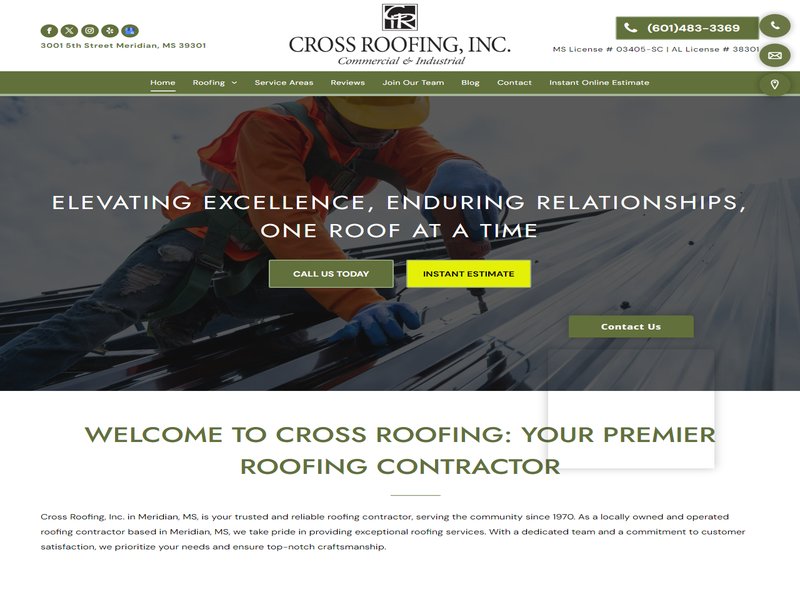 3001 5th Street Meridian, MS 39301
CR
CROSS ROOFING, INC.
Commercial & Industrial
(601)483-3369
MS License # 03405-SC | AL License # 38301
Home Roofing Service Areas Reviews Join Our Team Blog Contact Instant Online Estimate
ELEVATING EXCELLENCE, ENDURING RELATIONSHIPS,
ONE ROOF AT A TIME
CALL US TODAY INSTANT ESTIMATE
Contact Us
WELCOME TO CROSS ROOFING: YOUR PREMIER
ROOFING CONTRACTOR
Cross Roofing, Inc. in Meridian, MS, is your trusted and reliable roofing contractor, serving the community since 1970. As a locally owned and operated
roofing contractor based in Meridian, MS, we take pride in providing exceptional roofing services. With a dedicated team and a commitment to customer
satisfaction, we prioritize your needs and ensure top-notch craftsmanship.